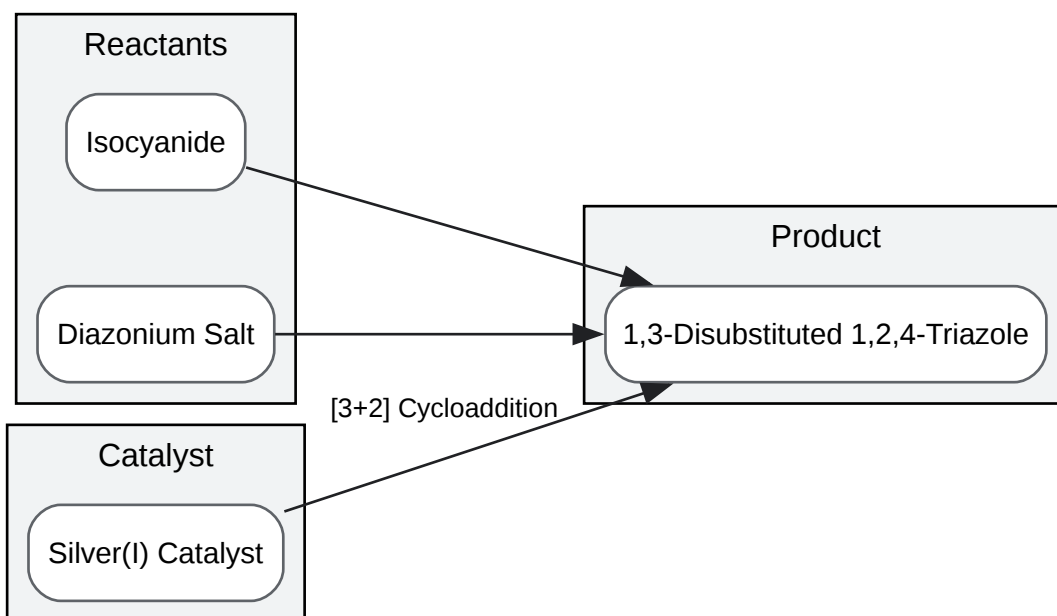 Reactants
Isocyanide
Diazonium Salt
Product
1,3-Disubstituted 1,2,4-Triazole
[3+2] Cycloaddition
Catalyst
Silver(I) Catalyst